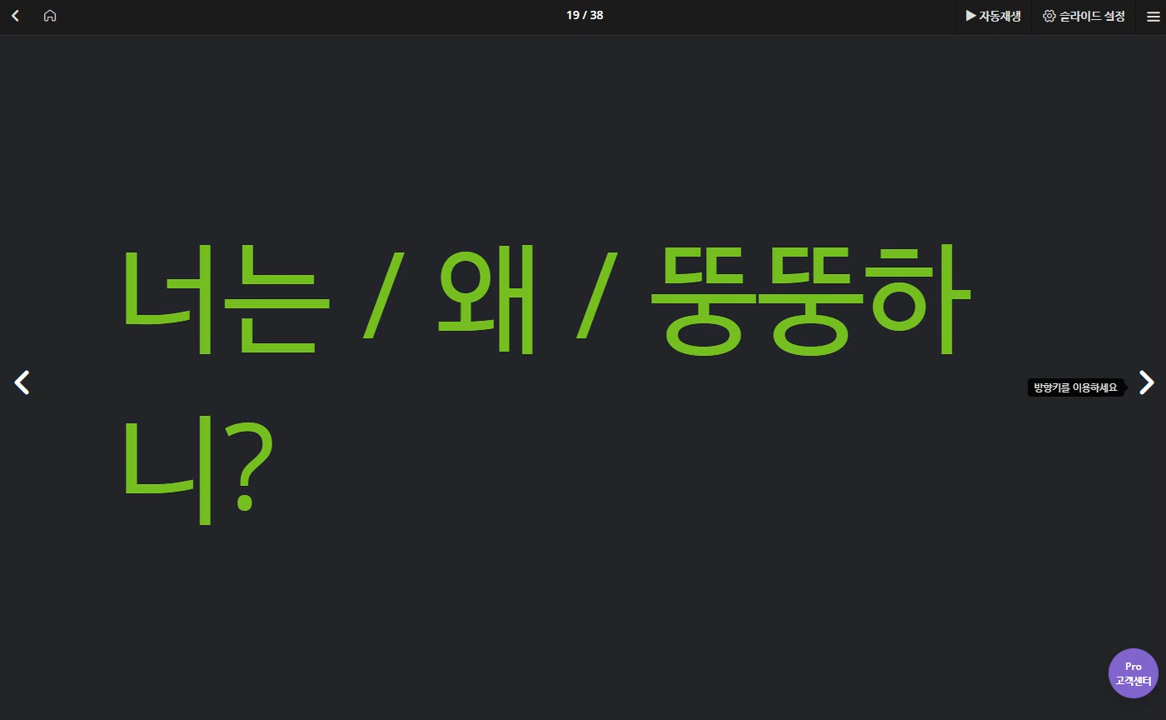 19 / 38
자동재생
슬라이드 설정
너는 / 왜 / 뚱뚱하
니?
방향키를 이용하세요
Pro
고객센터